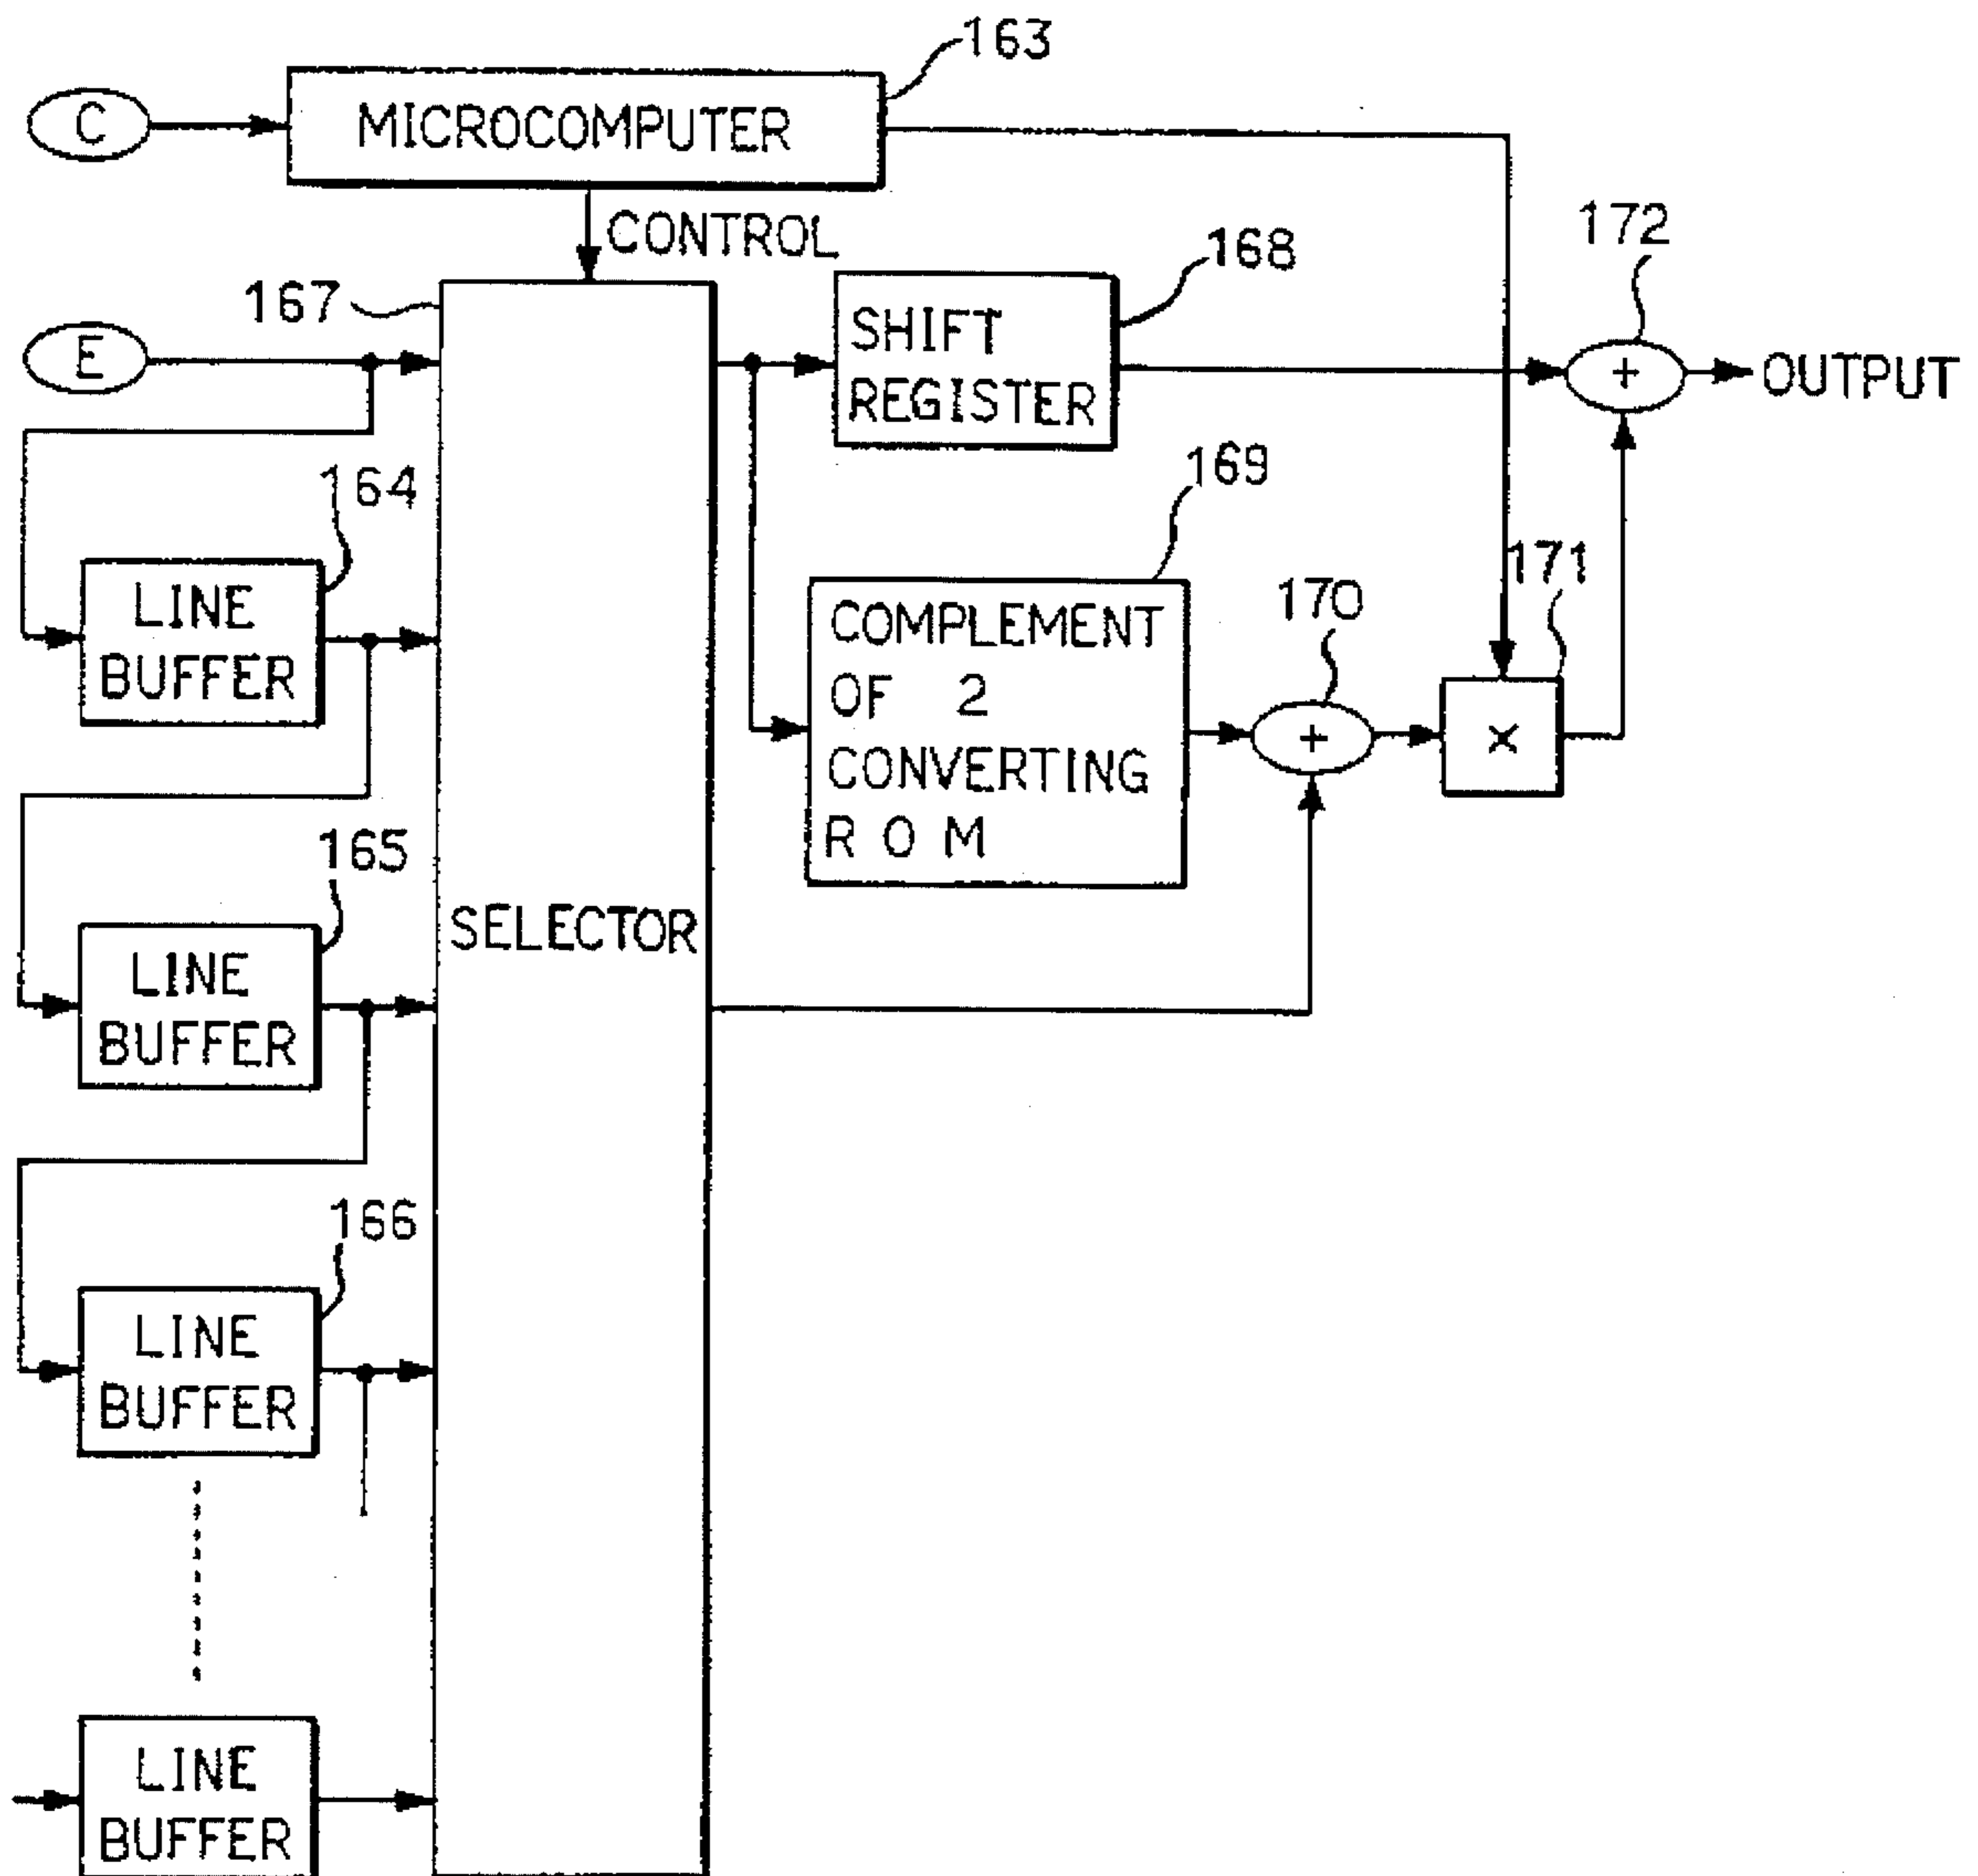 163
C
MICROCOMPUTER
CONTROL
172
168
167
E
SHIFT
REGISTER
+
OUTPUT
164
169
LINE
BUFFER
COMPLEMENT
OF 2
CONVERTING
ROM
170
171
+
×
165
LINE
BUFFER
SELECTOR
166
LINE
BUFFER
LINE
BUFFER